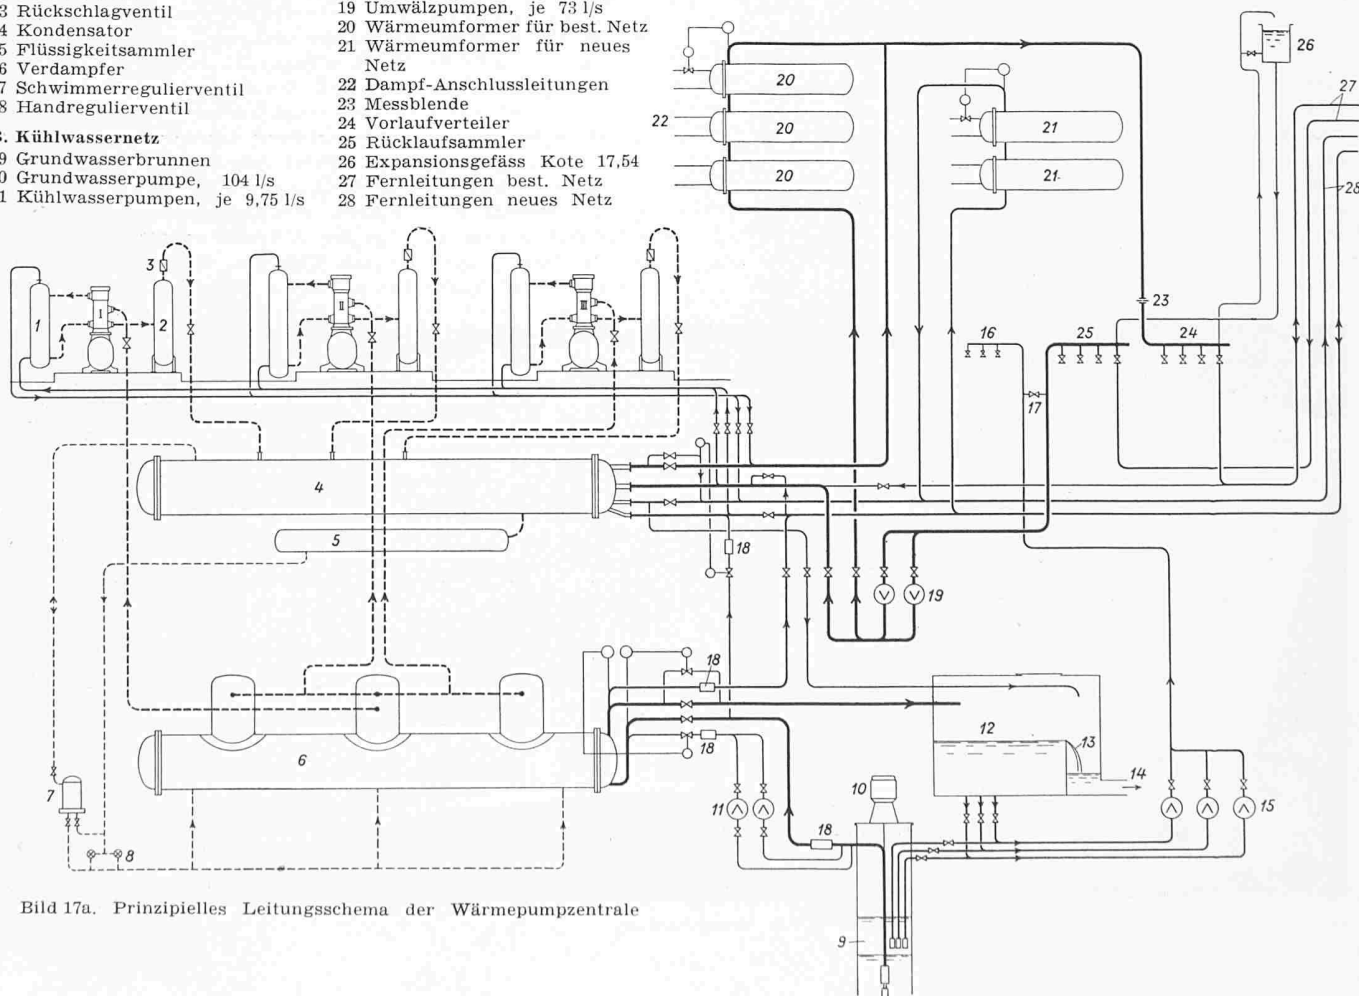 3 Rückschlagventil
4 Kondensator
5 Flüssigkeitsammler
6 Verdampfer
7 Schwimmerregulierventil
8 Handregulierventil
. Kühlwassernetz
9 Grundwasserbrunnen
0 Grundwasserpumpe, 104 l/s
1 Kühlwasserpumpen, je 9,75 l/s
19 Umwälzpumpen, je 73 l/s
20 Wärmeumformer für best. Netz
21 Wärmeumformer für neues
Netz
22 Dampf-Anschlussleitungen
23 Messblende
24 Vorlaufverteiler
25 Rücklaufsammler
26 Expansionsgefäss Kote 17,54
27 Fernleitungen best. Netz
28 Fernleitungen neues Netz
26
20
27
22
20
21
20
21
28
3
1
I
2
II
III
23
16
25
24
17
4
5
18
19
18
12
13
6
18
14
7
10
11
15
8
18
9
Bild 17a. Prinzipielles Leitungsschema der Wärmepumpzentrale